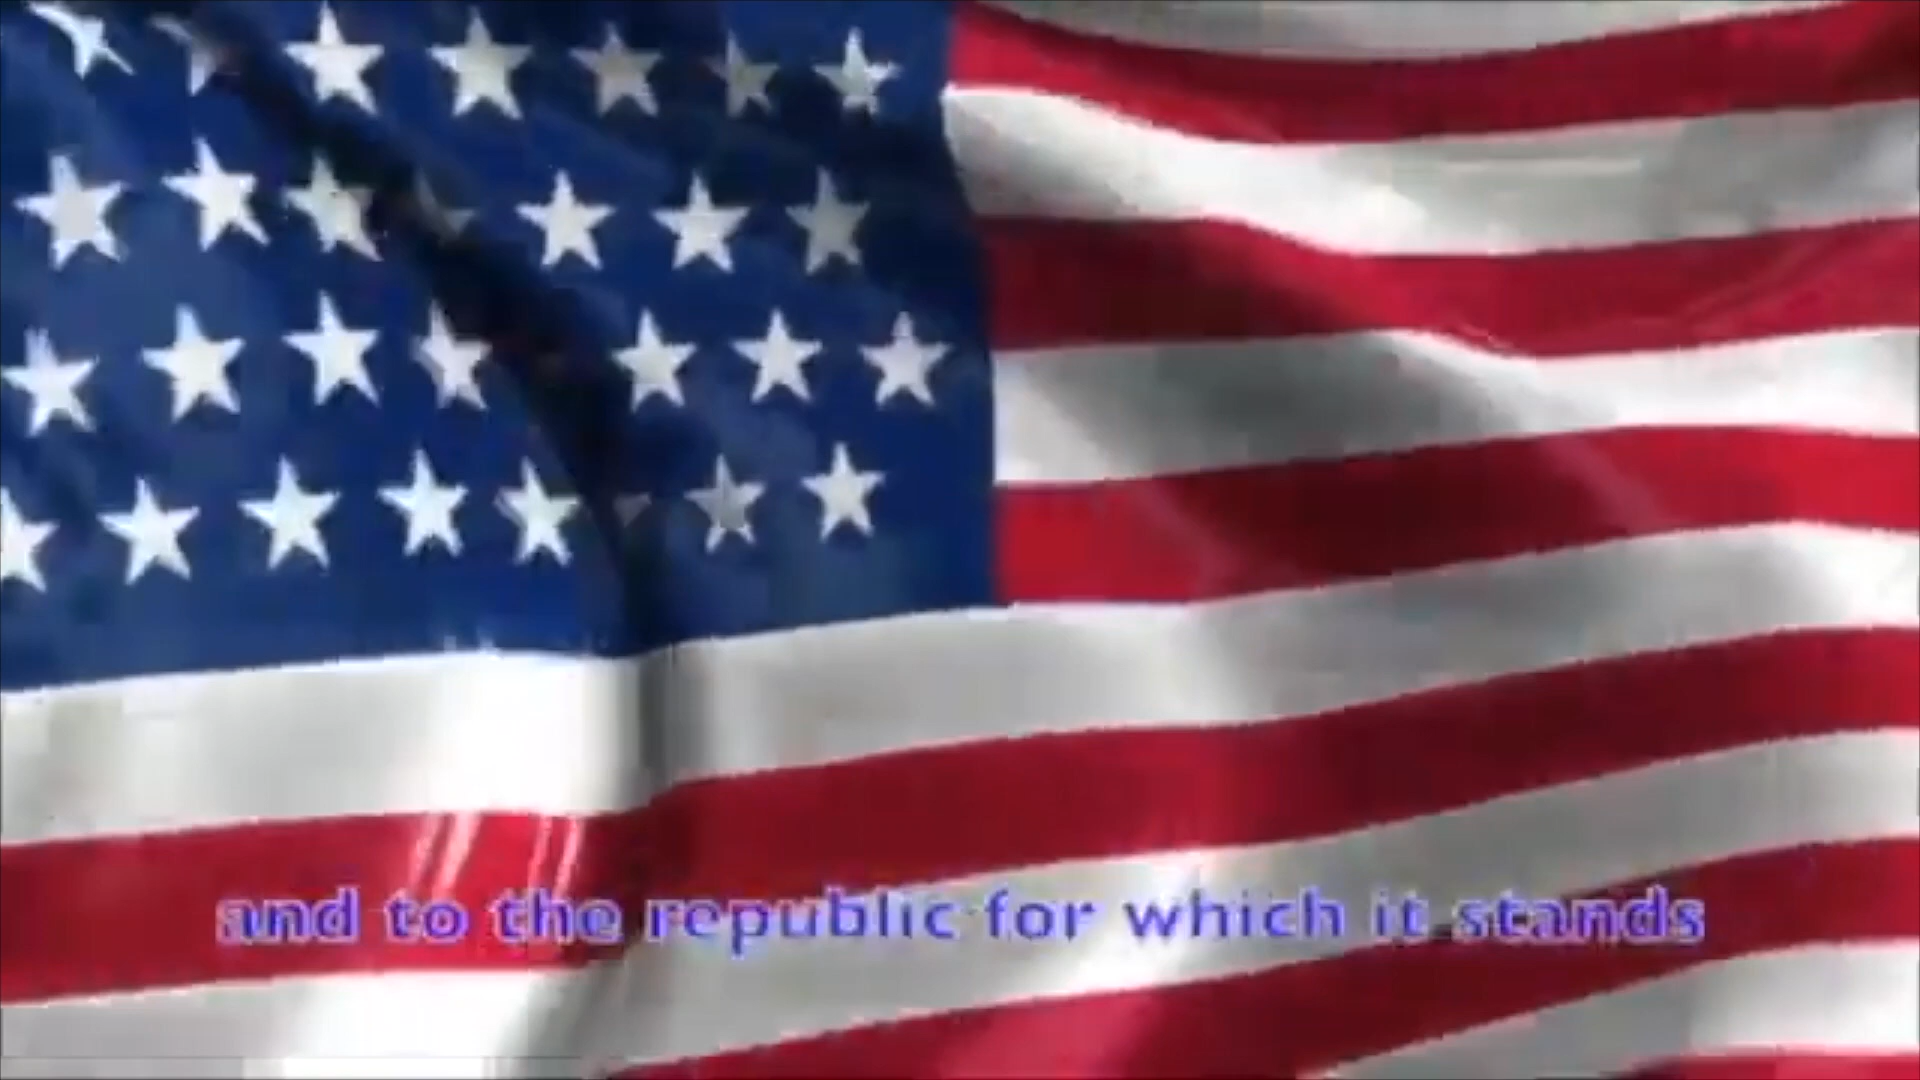 and to the republic for which it stands